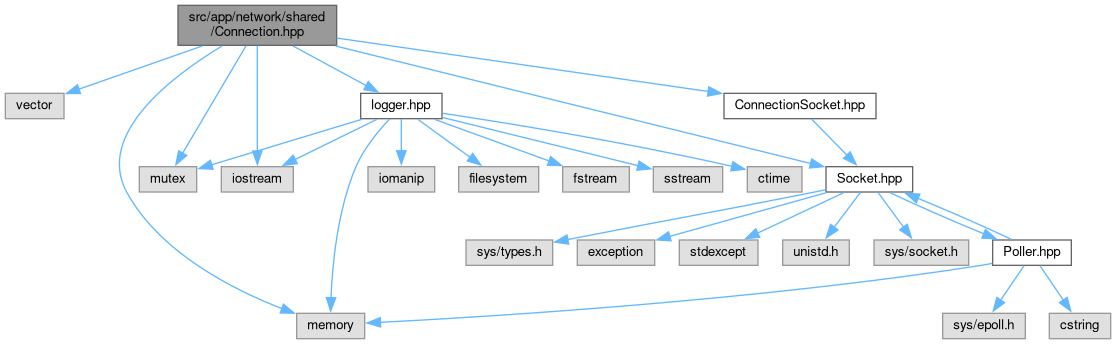 src/app/network/shared
/Connection.hpp
vector
logger.hpp
ConnectionSocket.hpp
mutex
iostream
iomanip
filesystem
fstream
sstream
ctime
Socket.hpp
sys/types.h
exception
stdexcept
unistd.h
sys/socket.h
Poller.hpp
memory
sys/epoll.h
cstring